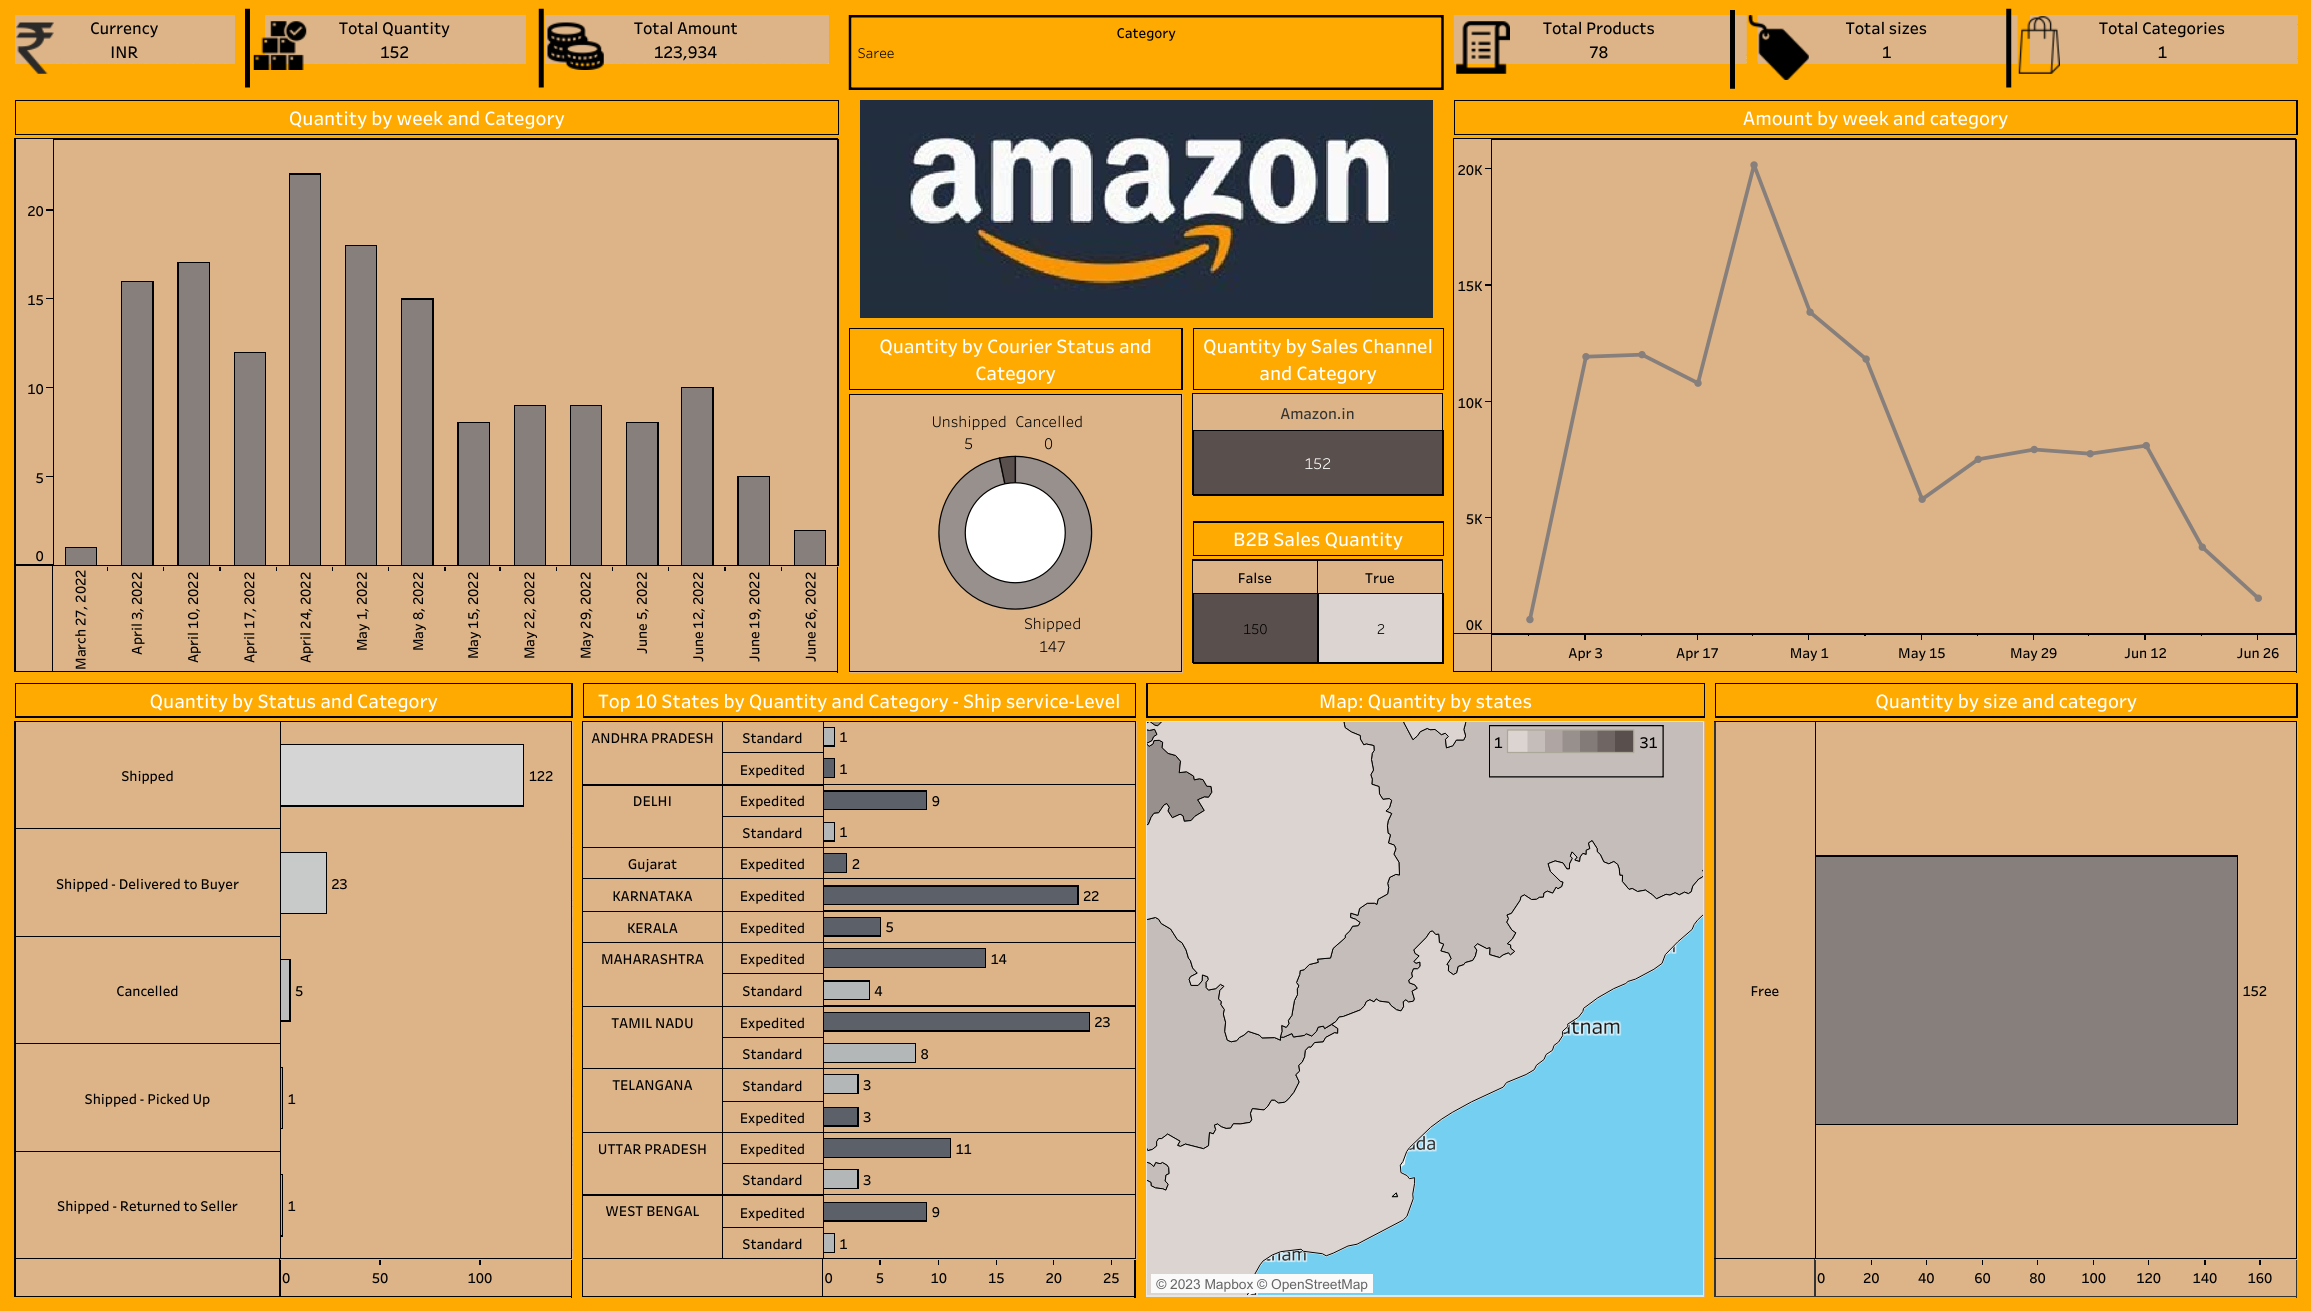 Currency
INR
Total Quantity
152
Total Amount
123,934
Category
Saree
Total Products
78
Total sizes
1
Total Categories
1
Quantity by week and Category
20
15
10
5
0
March 27, 2022
April 3, 2022
April 10, 2022
April 17, 2022
April 24, 2022
May 1, 2022
May 8, 2022
May 15, 2022
May 22, 2022
May 29, 2022
June 5, 2022
June 12, 2022
June 19, 2022
June 26, 2022
amazon
Quantity by Courier Status and
Category
Unshipped Cancelled
5 0
Shipped
147
Quantity by Sales Channel
and Category
Amazon.in
152
B2B Sales Quantity
False True
150 2
Amount by week and category
20K
15K
10K
5K
0K
Apr 3 Apr 17 May 1 May 15 May 29 Jun 12 Jun 26
Quantity by Status and Category
Shipped 122
Shipped - Delivered to Buyer 23
Cancelled 5
Shipped - Picked Up 1
Shipped - Returned to Seller 1
0 50 100
Top 10 States by Quantity and Category - Ship service-Level
ANDHRA PRADESH Standard 1
Expedited 1
DELHI Expedited 9
Standard 1
Gujarat Expedited 2
KARNATAKA Expedited 22
KERALA Expedited 5
MAHARASHTRA Expedited 14
Standard 4
TAMIL NADU Expedited 23
Standard 8
TELANGANA Standard 3
Expedited 3
UTTAR PRADESH Expedited 11
Standard 3
WEST BENGAL Expedited 9
Standard 1
0 5 10 15 20 25
Map: Quantity by states
1 31
tnam
da
© 2023 Mapbox © OpenStreetMap
Quantity by size and category
Free 152
0 20 40 60 80 100 120 140 160